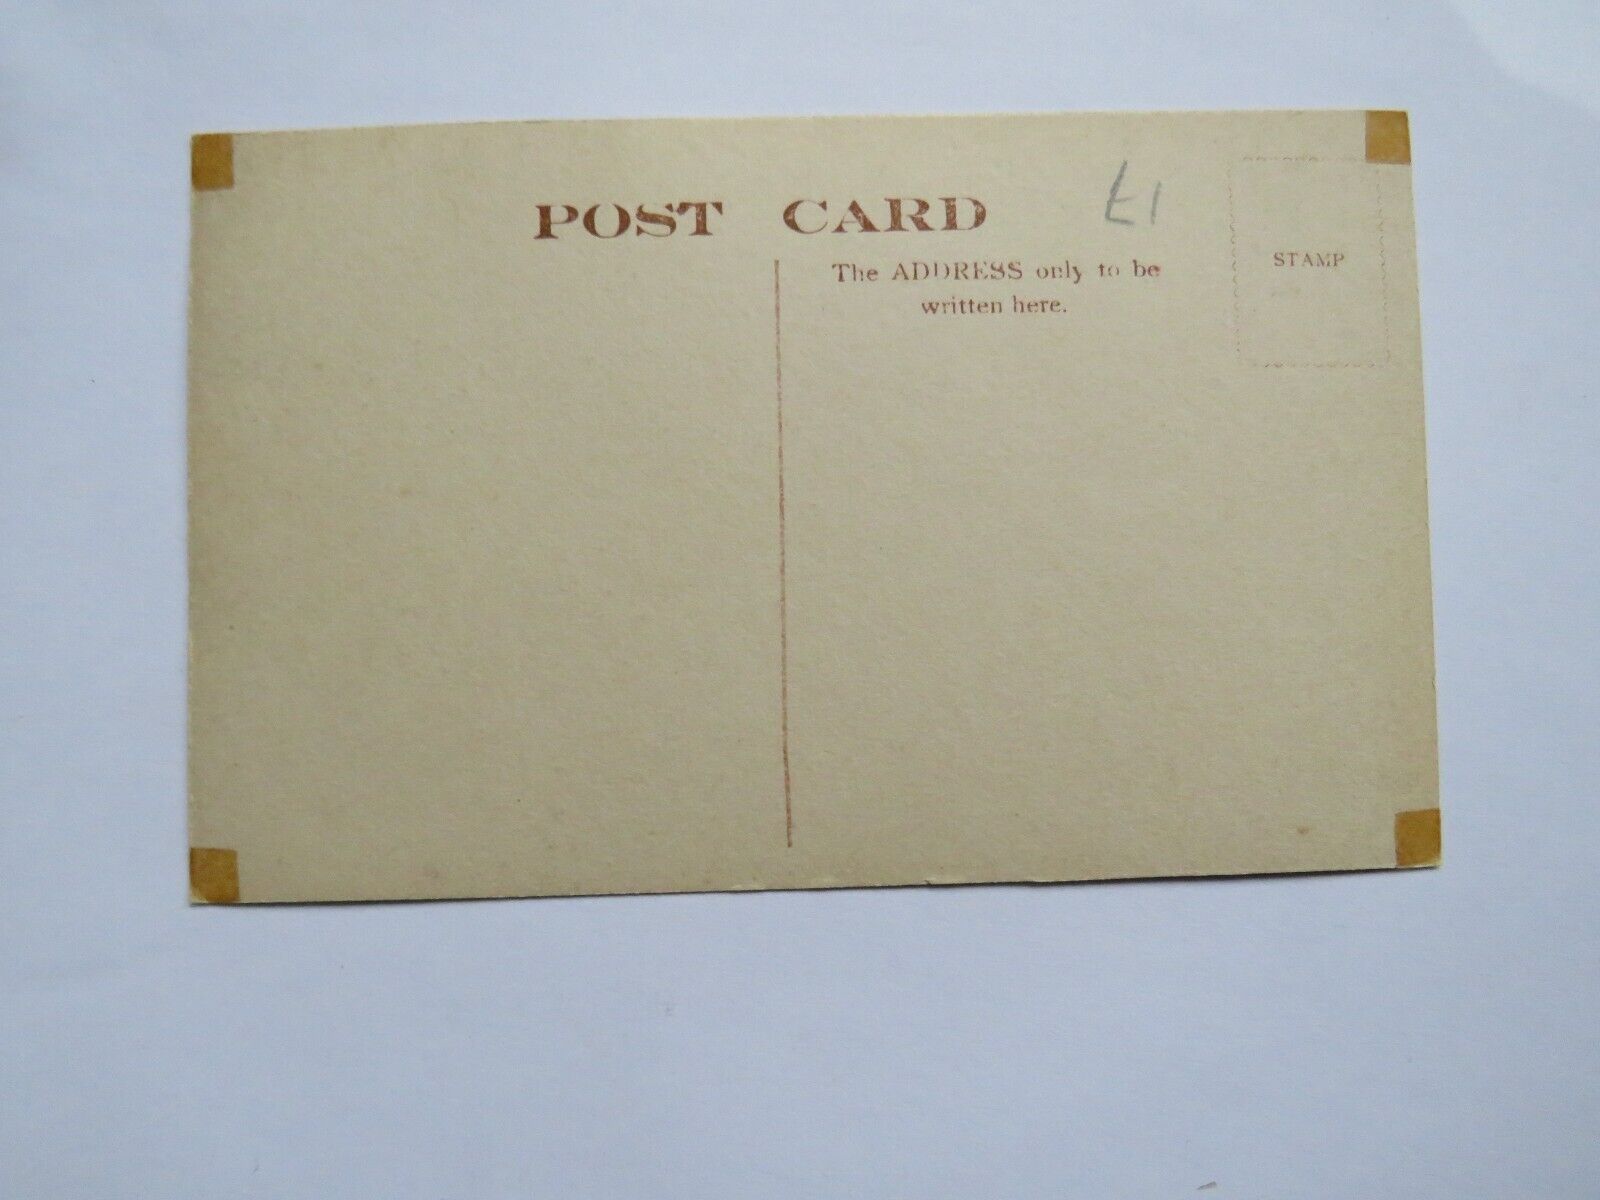 POST CARD
£1
The ADDRESS only to be
written here.
STAMP